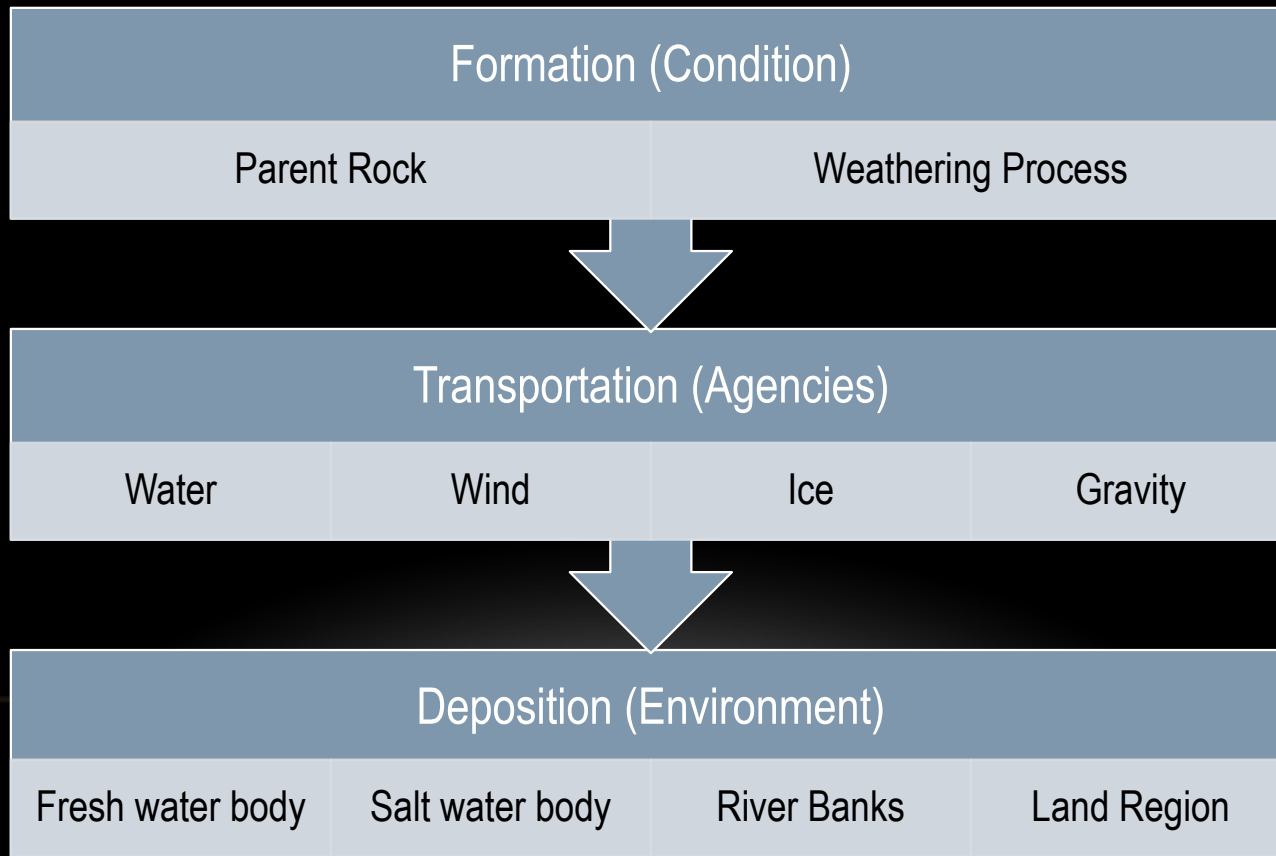 Formation (Condition)
Parent Rock Weathering Process
Transportation (Agencies)
Water Wind Ice Gravity
Deposition (Environment)
Fresh water body Salt water body River Banks Land Region